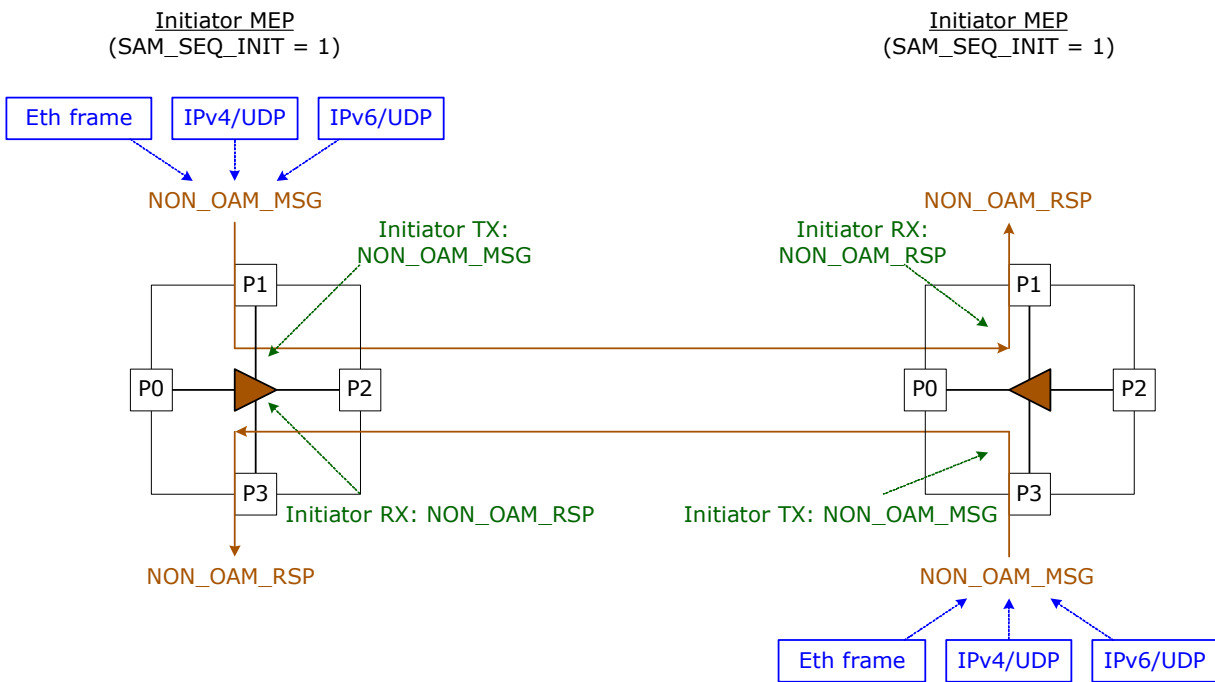 Initiator MEP
(SAM_SEQ_INIT = 1)
Initiator MEP
(SAM_SEQ_INIT = 1)
Eth frame
IPv4/UDP
IPv6/UDP
NON_OAM_MSG
NON_OAM_RSP
Initiator TX:
NON_OAM_MSG
Initiator RX:
NON_OAM_RSP
P1
P1
P0
P2
P0
P2
P3
P3
Initiator RX: NON_OAM_RSP
Initiator TX: NON_OAM_MSG
NON_OAM_RSP
NON_OAM_MSG
Eth frame
IPv4/UDP
IPv6/UDP